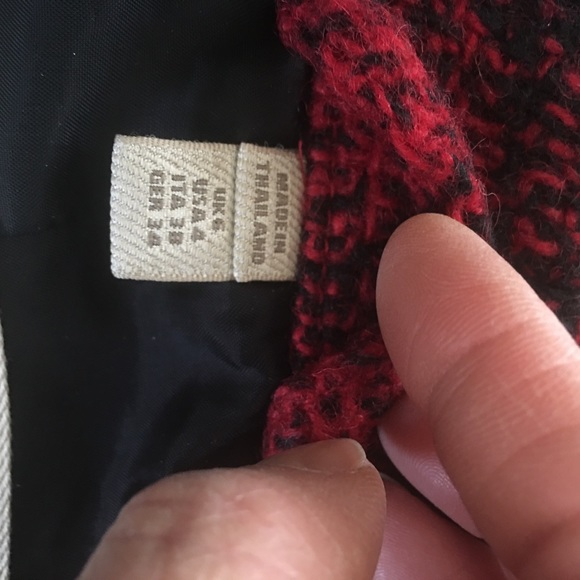 MADE IN
THAILAND
UK 6
USA 4
ITA 38
GER 34